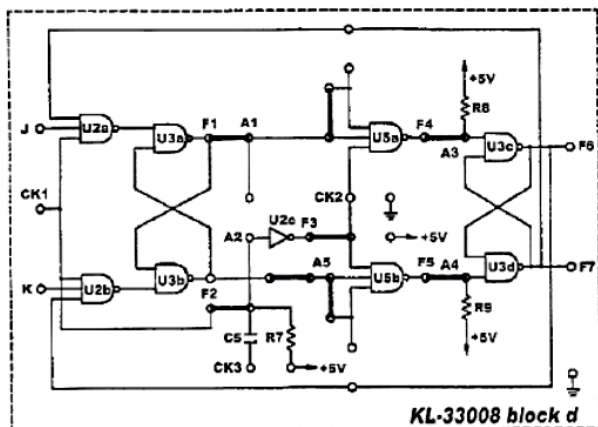 +5V
R8
U2a
J
U3a
F1
A1
U5a
F4
A3
U3c
F6
CK1
CK2
U2c
F3
A2
+5V
K
U2b
U3b
F2
A5
U5b
F5
A4
U3d
F7
C5
R7
CK3
+5V
R9
+5V
KL-33008 block d